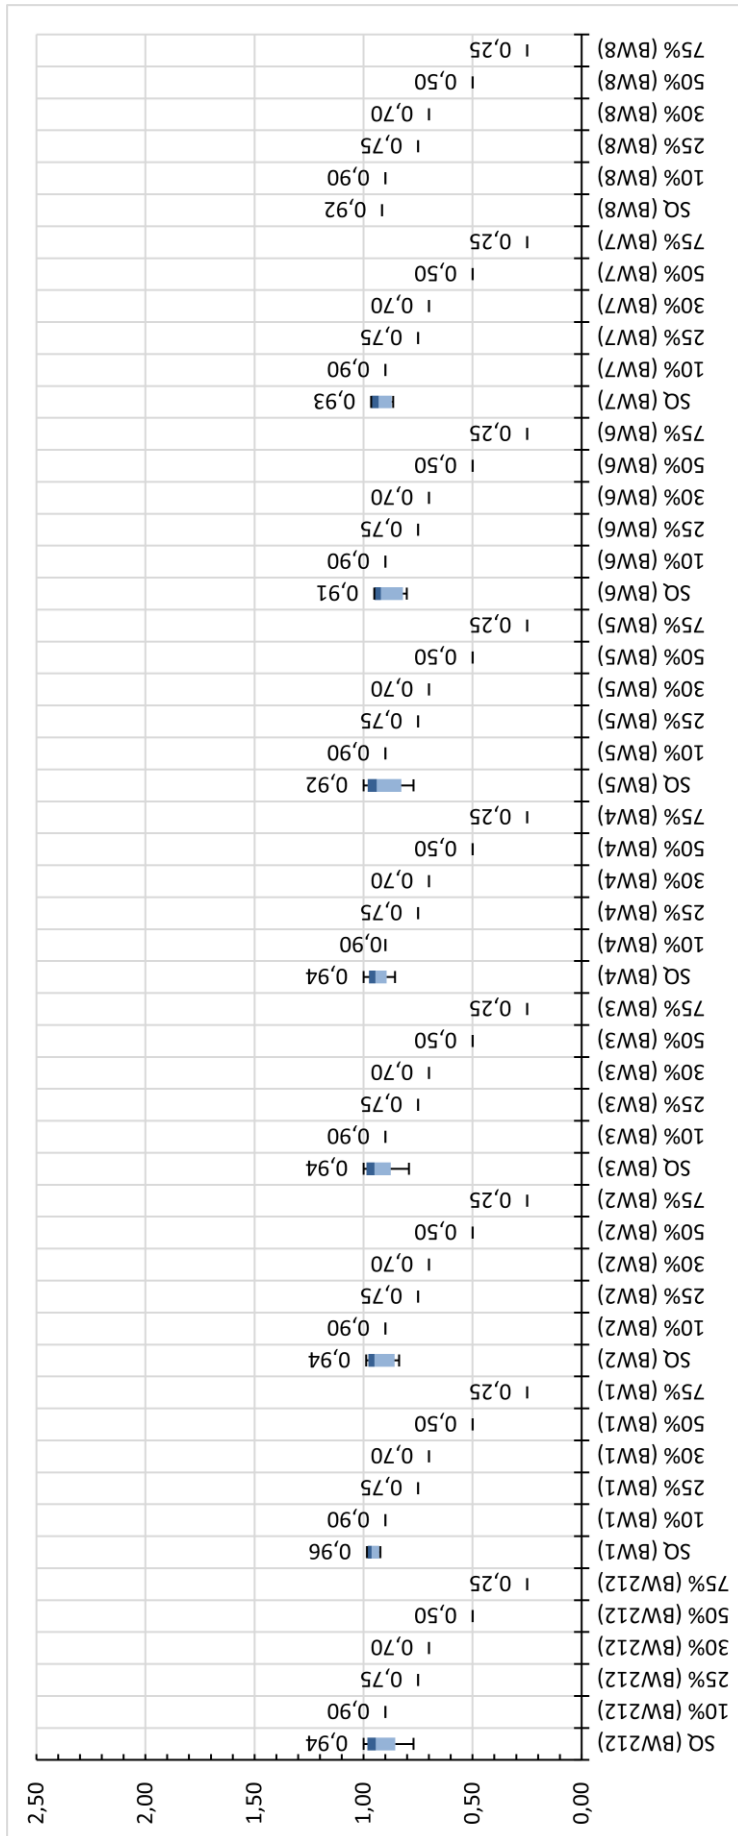 0,00 0,50 1,00 1,50 2,00 2,50
SQ (BW212) 0,94
10% (BW212) 0,90
25% (BW212) 0,75
30% (BW212) 0,70
50% (BW212) 0,50
75% (BW212) 0,25
SQ (BW1) 0,96
10% (BW1) 0,90
25% (BW1) 0,75
30% (BW1) 0,70
50% (BW1) 0,50
75% (BW1) 0,25
SQ (BW2) 0,94
10% (BW2) 0,90
25% (BW2) 0,75
30% (BW2) 0,70
50% (BW2) 0,50
75% (BW2) 0,25
SQ (BW3) 0,94
10% (BW3) 0,90
25% (BW3) 0,75
30% (BW3) 0,70
50% (BW3) 0,50
75% (BW3) 0,25
SQ (BW4) 0,94
10% (BW4) 0,90
25% (BW4) 0,75
30% (BW4) 0,70
50% (BW4) 0,50
75% (BW4) 0,25
SQ (BW5) 0,92
10% (BW5) 0,90
25% (BW5) 0,75
30% (BW5) 0,70
50% (BW5) 0,50
75% (BW5) 0,25
SQ (BW6) 0,91
10% (BW6) 0,90
25% (BW6) 0,75
30% (BW6) 0,70
50% (BW6) 0,50
75% (BW6) 0,25
SQ (BW7) 0,93
10% (BW7) 0,90
25% (BW7) 0,75
30% (BW7) 0,70
50% (BW7) 0,50
75% (BW7) 0,25
SQ (BW8) 0,92
10% (BW8) 0,90
25% (BW8) 0,75
30% (BW8) 0,70
50% (BW8) 0,50
75% (BW8) 0,25